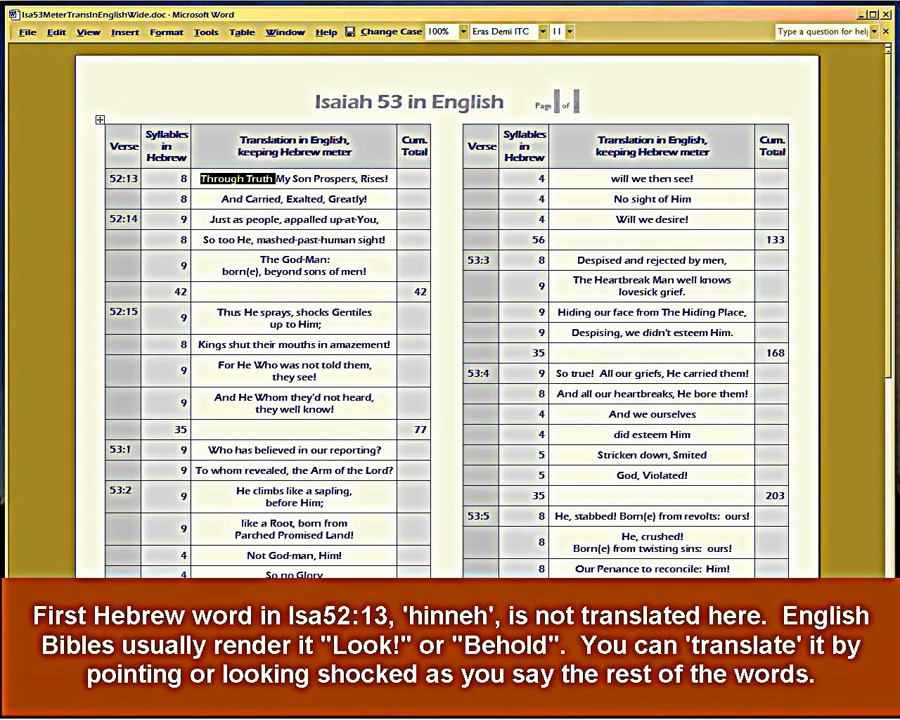 Isa53MeterTransInEnglishWide.doc - Microsoft Word
File Edit View Insert Format Tools Table Window Help Change Case 100% Eras Demi ITC 11 Type a question for help
Isaiah 53 in English Page 1 of 2
Verse Syllables in Hebrew Translation in English, keeping Hebrew meter Cum. Total
52:13 8 Through Truth My Son Prospers, Rises!
8 And Carried, Exalted, Greatly!
52:14 9 Just as people, appalled up-at-You,
8 So too He, mashed-past-human sight!
9 The God-Man:
born(e), beyond sons of men!
42 42
52:15 9 Thus He sprays, shocks Gentiles
up to Him;
8 Kings shut their mouths in amazement!
9 For He Who was not told them,
they see!
9 And He Whom they'd not heard,
they well know!
35 77
53:1 9 Who has believed in our reporting?
9 To whom revealed, the Arm of the Lord?
53:2 9 He climbs like a sapling,
before Him;
9 like a Root, born from
Parched Promised Land!
4 Not God-man, Him!
4 So no Glory
Verse Syllables in Hebrew Translation in English, keeping Hebrew meter Cum. Total
4 will we then see!
4 No sight of Him
4 Will we desire!
56 133
53:3 8 Despised and rejected by men,
9 The Heartbreak Man well knows
lovesick grief.
9 Hiding our face from The Hiding Place,
9 Despising, we didn't esteem Him.
35 168
53:4 9 So true! All our griefs, He carried them!
8 And all our heartbreaks, He bore them!
4 And we ourselves
4 did esteem Him
5 Stricken down, Smited
5 God, Violated!
35 203
53:5 8 He, stabbed! Born(e) from revolts: ours!
8 He, crushed!
Born(e) from twisting sins: ours!
8 Our Penance to reconcile: Him!
First Hebrew word in Isa52:13, 'hinneh', is not translated here. English
Bibles usually render it "Look!" or "Behold". You can 'translate' it by
pointing or looking shocked as you say the rest of the words.